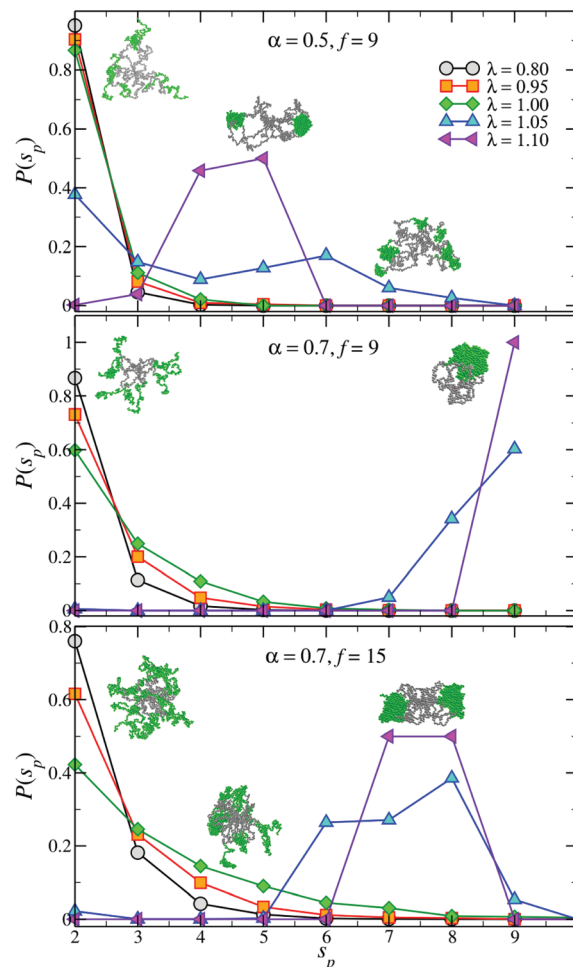 α = 0.5, f = 9
λ = 0.80
λ = 0.95
λ = 1.00
λ = 1.05
λ = 1.10
P(s_p)
0.8
0.6
0.4
0.2
0
α = 0.7, f = 9
P(s_p)
1
0.8
0.6
0.4
0.2
0
α = 0.7, f = 15
P(s_p)
0.8
0.6
0.4
0.2
0
2 3 4 5 6 7 8 9
s_p